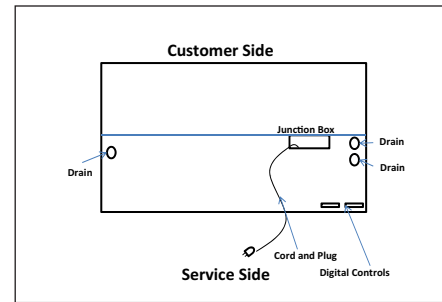 Customer Side
Junction Box
Drain
Drain
Drain
Cord and Plug
Digital Controls
Service Side